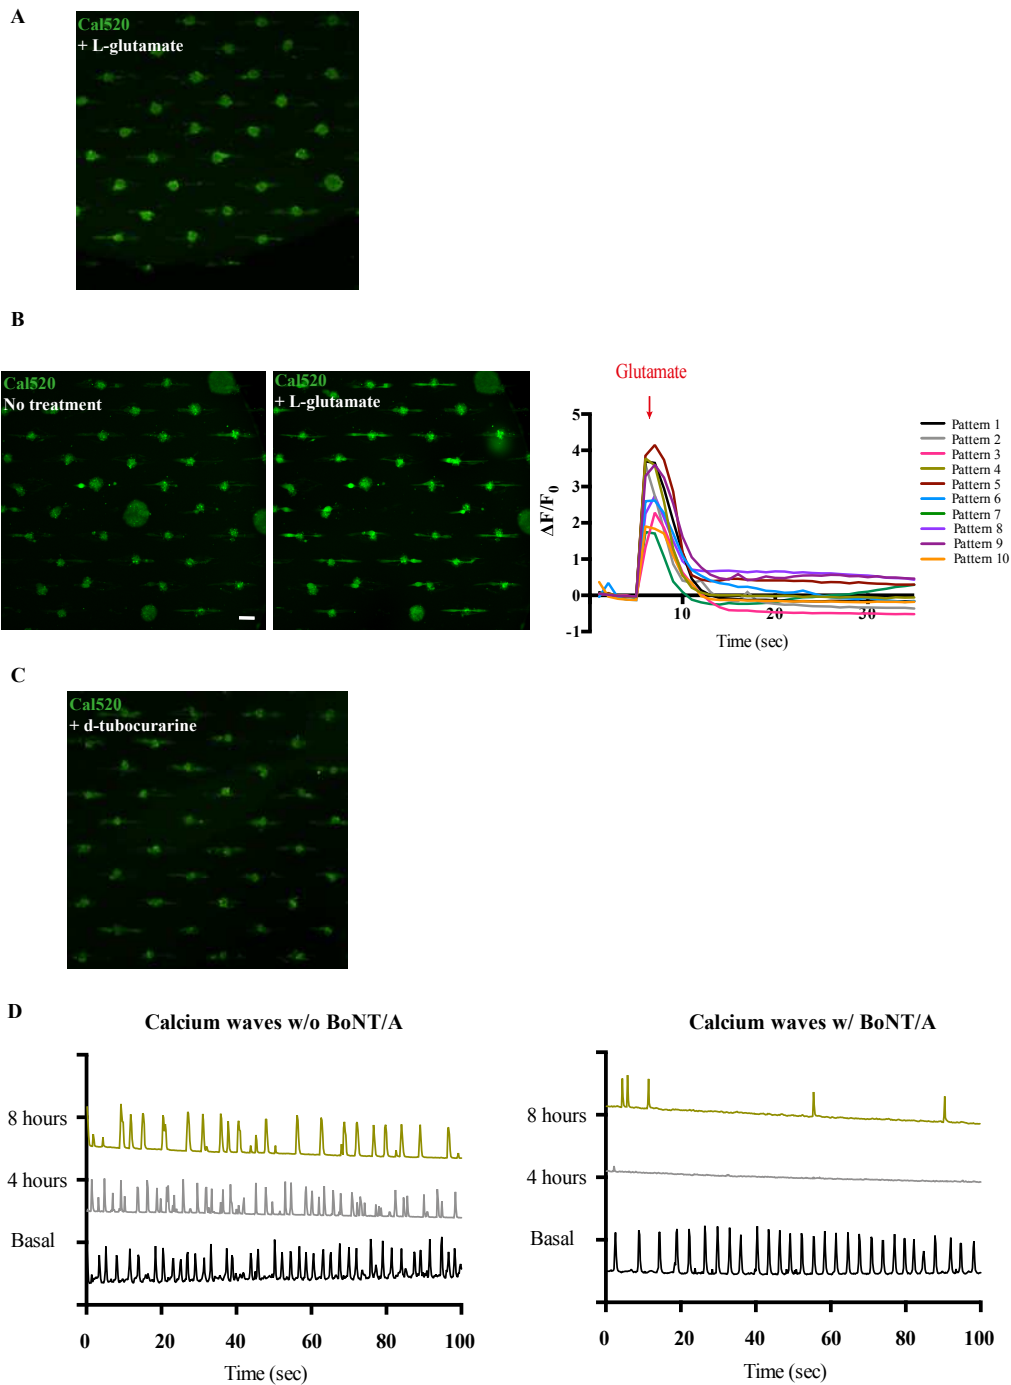 A
Cal520
+ L-glutamate
B
Cal520
No treatment
Cal520
+ L-glutamate
Glutamate
5
4
3
2
1
0
-1
ΔF/F0
10
20
30
Time (sec)
Pattern 1
Pattern 2
Pattern 3
Pattern 4
Pattern 5
Pattern 6
Pattern 7
Pattern 8
Pattern 9
Pattern 10
C
Cal520
+ d-tubocurarine
D
Calcium waves w/o BoNT/A
8 hours
4 hours
Basal
0 20 40 60 80 100
Time (sec)
Calcium waves w/ BoNT/A
8 hours
4 hours
Basal
0 20 40 60 80 100
Time (sec)